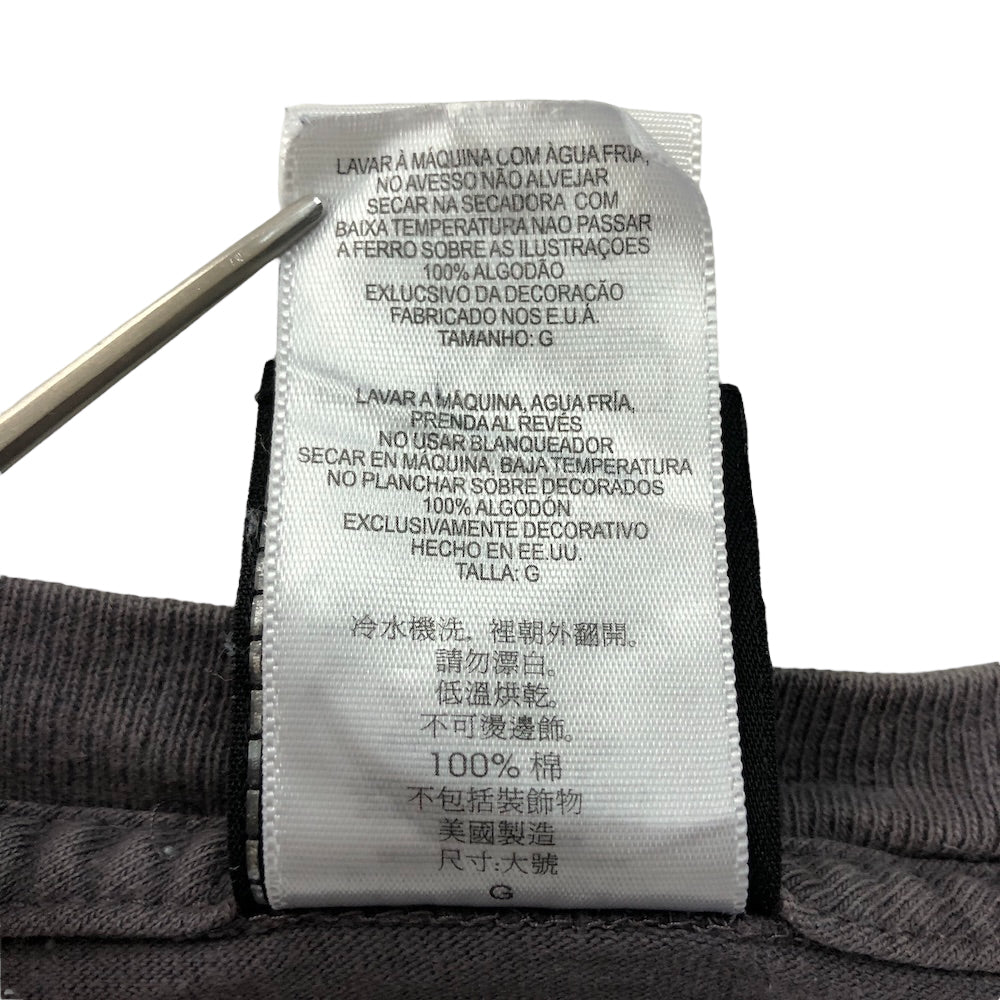 LAVAR À MÁQUINA COM ÀGUA FRIA,
NO AVESSO NÃO ALVEJAR
SECAR NA SECADORA COM
BAIXA TEMPERATURA NAO PASSAR
A FERRO SOBRE AS ILUSTRAÇOES
100% ALGODÃO
EXLUCSIVO DA DECORAÇÃO
FABRICADO NOS E.U.Á.
TAMANHO: G
LAVAR A MÁQUINA, AGUA FRÍA,
PRENDA AL REVÉS
NO USAR BLANQUEADOR
SECAR EN MÁQUINA, BAJA TEMPERATURA
NO PLANCHAR SOBRE DECORADOS
100% ALGODÓN
EXCLUSIVAMENTE DECORATIVO
HECHO EN EE.UU.
TALLA: G
冷水機洗．裡朝外翻開。
請勿漂白。
低溫烘乾。
不可燙邊飾。
100% 棉
不包括裝飾物
美國製造
尺寸:大號
G